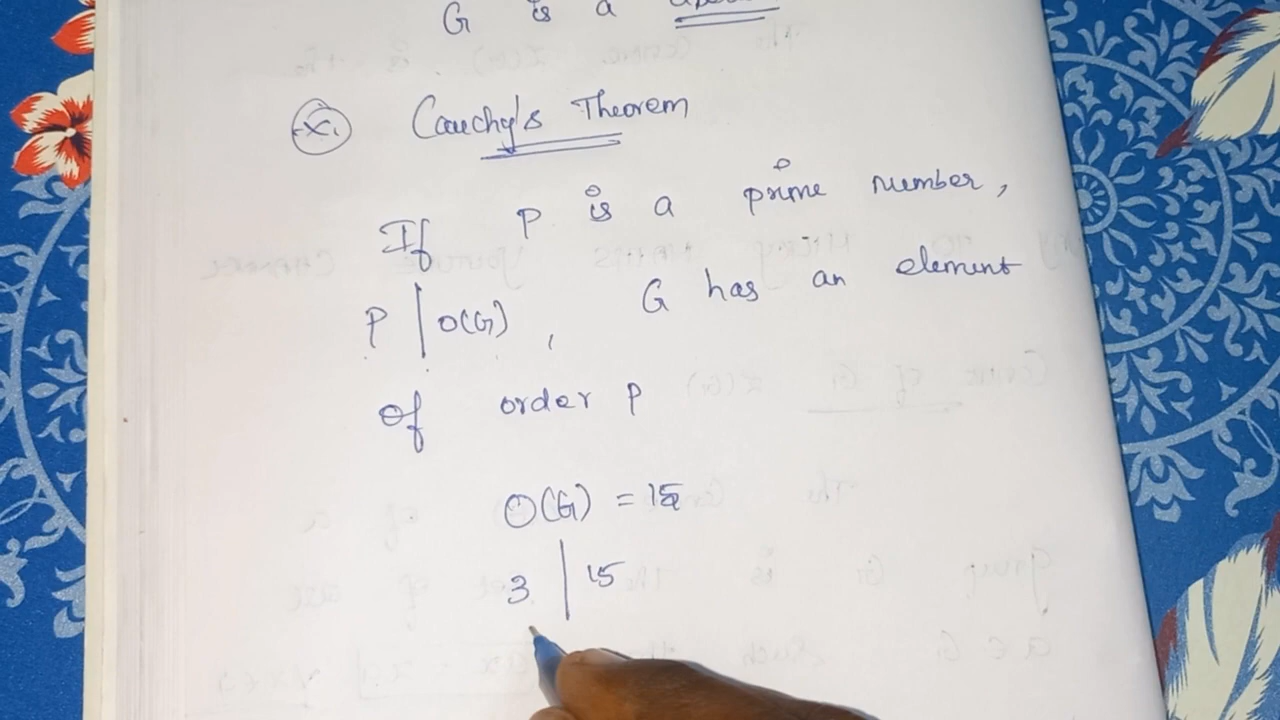 G is a
X. Cauchy's Theorem
If P is a prime number,
P | O(G), G has an element
of order P
O(G) = 15
3 | 15